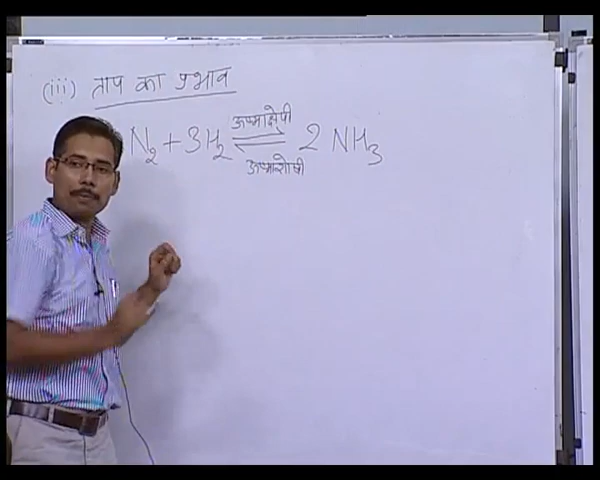 (iii) ताप का प्रभाव
ऊष्माक्षेपी
N₂ + 3H₂ ⇌ 2 NH₃
ऊष्माशोषी